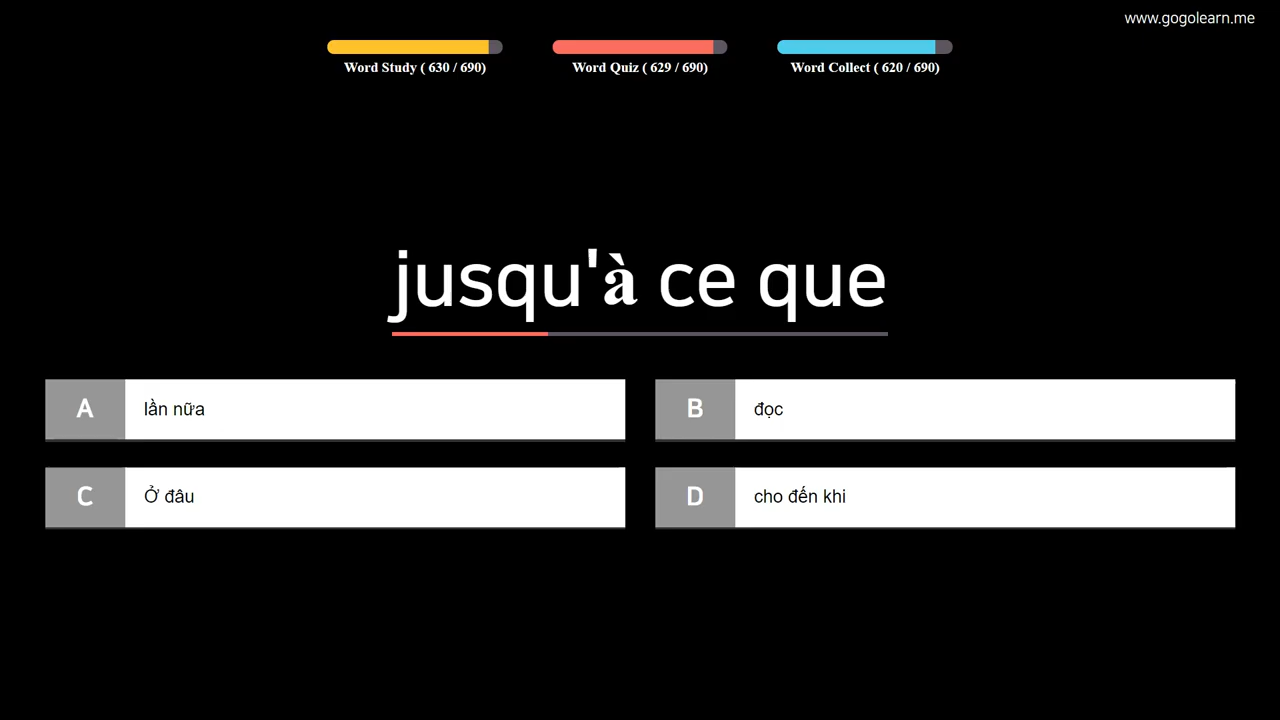 www.gogolearn.me
Word Study ( 630 / 690)
Word Quiz ( 629 / 690)
Word Collect ( 620 / 690)
jusqu'à ce que
A lần nữa
B đọc
C Ở đâu
D cho đến khi